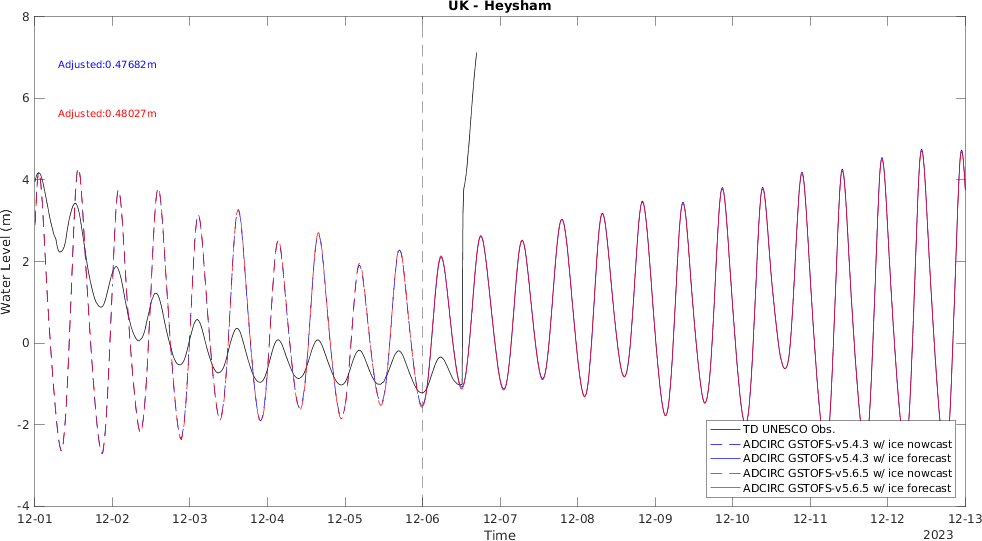 UK - Heysham
8
6
4
2
0
-2
-4
Water Level (m)
Adjusted:0.47682m
Adjusted:0.48027m
TD UNESCO Obs.
ADCIRC GSTOFS-v5.4.3 w/ ice nowcast
ADCIRC GSTOFS-v5.4.3 w/ ice forecast
ADCIRC GSTOFS-v5.6.5 w/ ice nowcast
ADCIRC GSTOFS-v5.6.5 w/ ice forecast
12-01 12-02 12-03 12-04 12-05 12-06 12-07 12-08 12-09 12-10 12-11 12-12 12-13
Time
2023